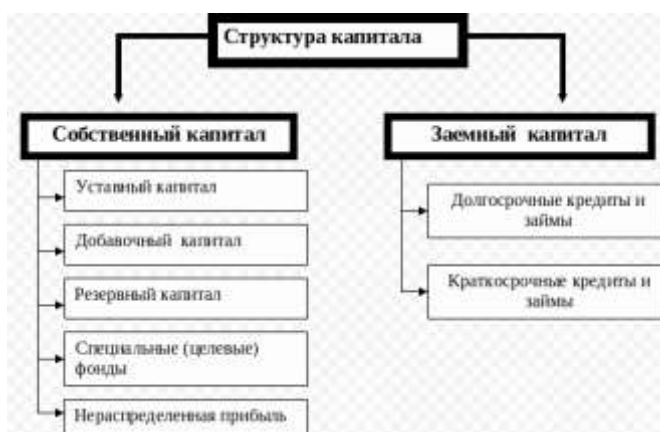 Структура капитала
Собственный капитал
Уставный капитал
Добавочный капитал
Резервный капитал
Специальные (целевые)
фонды
Нераспределенная прибыль
Заемный капитал
Долгосрочные кредиты и
займы
Краткосрочные кредиты и
займы